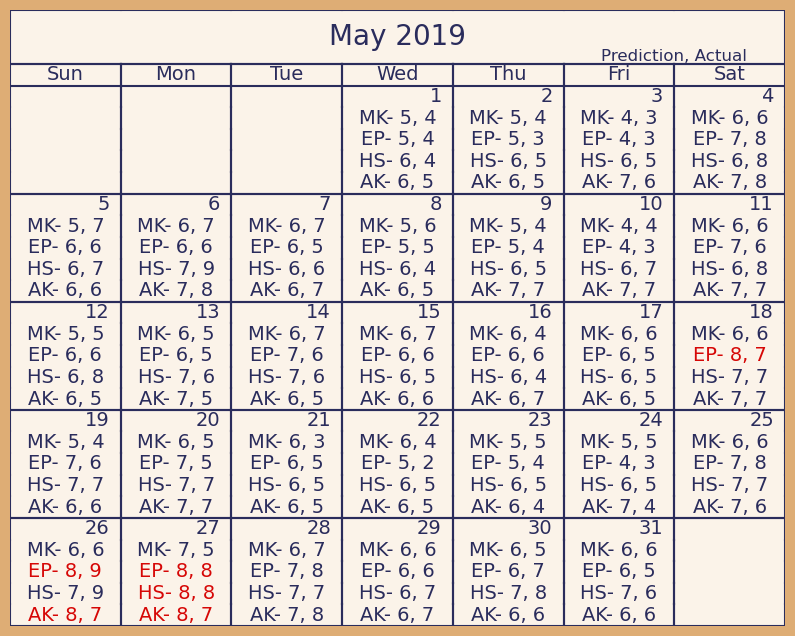 May 2019
Prediction, Actual
Sun Mon Tue Wed Thu Fri Sat
1 2 3 4
MK- 5, 4 MK- 5, 4 MK- 4, 3 MK- 6, 6
EP- 5, 4 EP- 5, 3 EP- 4, 3 EP- 7, 8
HS- 6, 4 HS- 6, 5 HS- 6, 5 HS- 6, 8
AK- 6, 5 AK- 6, 5 AK- 7, 6 AK- 7, 8
5 6 7 8 9 10 11
MK- 5, 7 MK- 6, 7 MK- 6, 7 MK- 5, 6 MK- 5, 4 MK- 4, 4 MK- 6, 6
EP- 6, 6 EP- 6, 6 EP- 6, 5 EP- 5, 5 EP- 5, 4 EP- 4, 3 EP- 7, 6
HS- 6, 7 HS- 7, 9 HS- 6, 6 HS- 6, 4 HS- 6, 5 HS- 6, 7 HS- 6, 8
AK- 6, 6 AK- 7, 8 AK- 6, 7 AK- 6, 5 AK- 7, 7 AK- 7, 7 AK- 7, 7
12 13 14 15 16 17 18
MK- 5, 5 MK- 6, 5 MK- 6, 7 MK- 6, 7 MK- 6, 4 MK- 6, 6 MK- 6, 6
EP- 6, 6 EP- 6, 5 EP- 7, 6 EP- 6, 6 EP- 6, 6 EP- 6, 5 EP- 8, 7
HS- 6, 8 HS- 7, 6 HS- 7, 6 HS- 6, 5 HS- 6, 4 HS- 6, 5 HS- 7, 7
AK- 6, 5 AK- 7, 5 AK- 6, 5 AK- 6, 6 AK- 6, 7 AK- 6, 5 AK- 7, 7
19 20 21 22 23 24 25
MK- 5, 4 MK- 6, 5 MK- 6, 3 MK- 6, 4 MK- 5, 5 MK- 5, 5 MK- 6, 6
EP- 7, 6 EP- 7, 5 EP- 6, 5 EP- 5, 2 EP- 5, 4 EP- 4, 3 EP- 7, 8
HS- 7, 7 HS- 7, 7 HS- 6, 5 HS- 6, 5 HS- 6, 5 HS- 6, 5 HS- 7, 7
AK- 6, 6 AK- 7, 7 AK- 6, 5 AK- 6, 5 AK- 6, 4 AK- 7, 4 AK- 7, 6
26 27 28 29 30 31
MK- 6, 6 MK- 7, 5 MK- 6, 7 MK- 6, 6 MK- 6, 5 MK- 6, 6
EP- 8, 9 EP- 8, 8 EP- 7, 8 EP- 6, 6 EP- 6, 7 EP- 6, 5
HS- 7, 9 HS- 8, 8 HS- 7, 7 HS- 6, 7 HS- 7, 8 HS- 7, 6
AK- 8, 7 AK- 8, 7 AK- 7, 8 AK- 6, 7 AK- 6, 6 AK- 6, 6